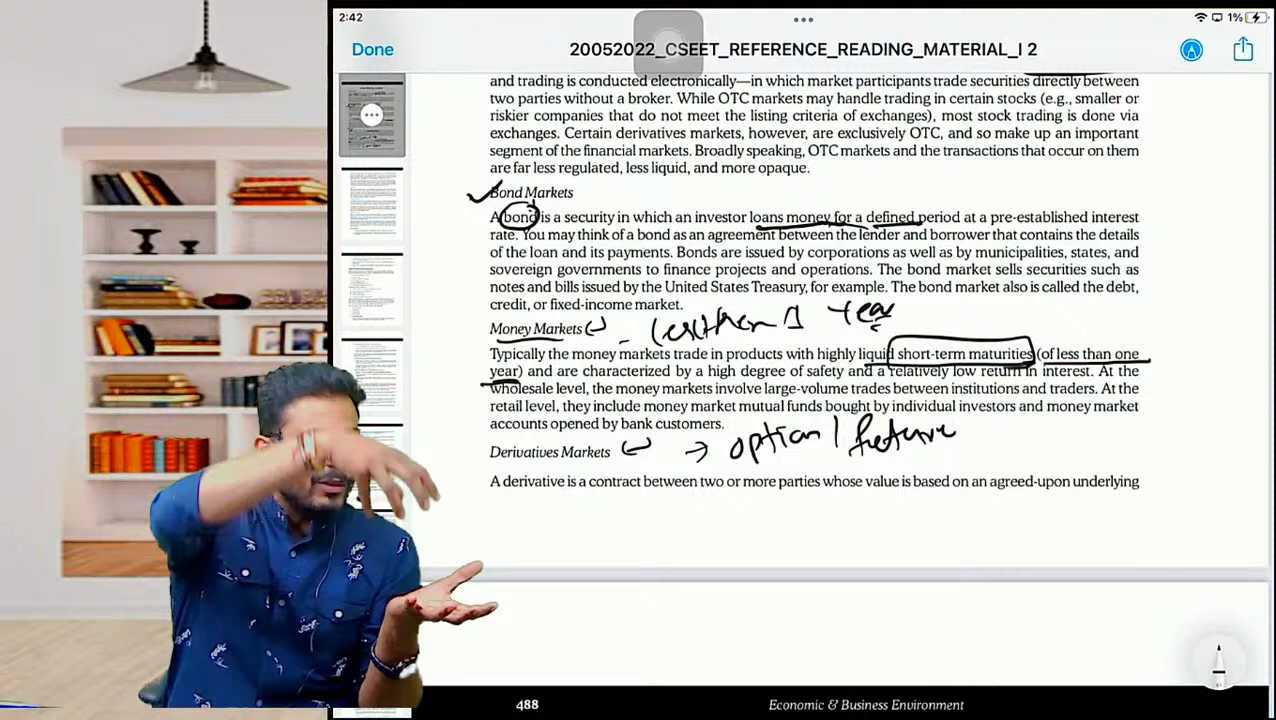 2:42
1%
Done
20052022_CSEET_REFERENCE_READING_MATERIAL_I 2
and trading is conducted electronically—in which market participants trade securities directly between
two parties without a broker. While OTC markets may handle trading in certain stocks (e.g., smaller or
riskier companies that do not meet the listing criteria of exchanges), most stock trading is done via
exchanges. Certain derivatives markets, however, are exclusively OTC, and so make up an important
segment of the financial markets. Broadly speaking, OTC markets and the transactions that occur on them
are far less regulated, less liquid, and more opaque.
Bond Markets
A bond is a security in which an investor loans money for a defined period at a pre-established interest
rate. You may think of a bond as an agreement between the lender and borrower that contains the details
of the loan and its payments. Bonds are issued by corporations as well as by municipalities, states, and
sovereign governments to finance projects and operations. The bond market sells securities such as
notes and bills issued by the United States Treasury, for example. The bond market also is called the debt,
credit, or fixed-income market.
Money Markets less than 1 year
Typically the money markets trade in products with highly liquid short-term maturities (of less than one
year) and are characterized by a high degree of safety and a relatively low return in interest. At the
wholesale level, the money markets involve large-volume trades between institutions and traders. At the
retail level, they include money market mutual funds bought by individual investors and money market
accounts opened by bank customers.
Derivatives Markets → option / future
A derivative is a contract between two or more parties whose value is based on an agreed-upon underlying
488
Economic & Business Environment